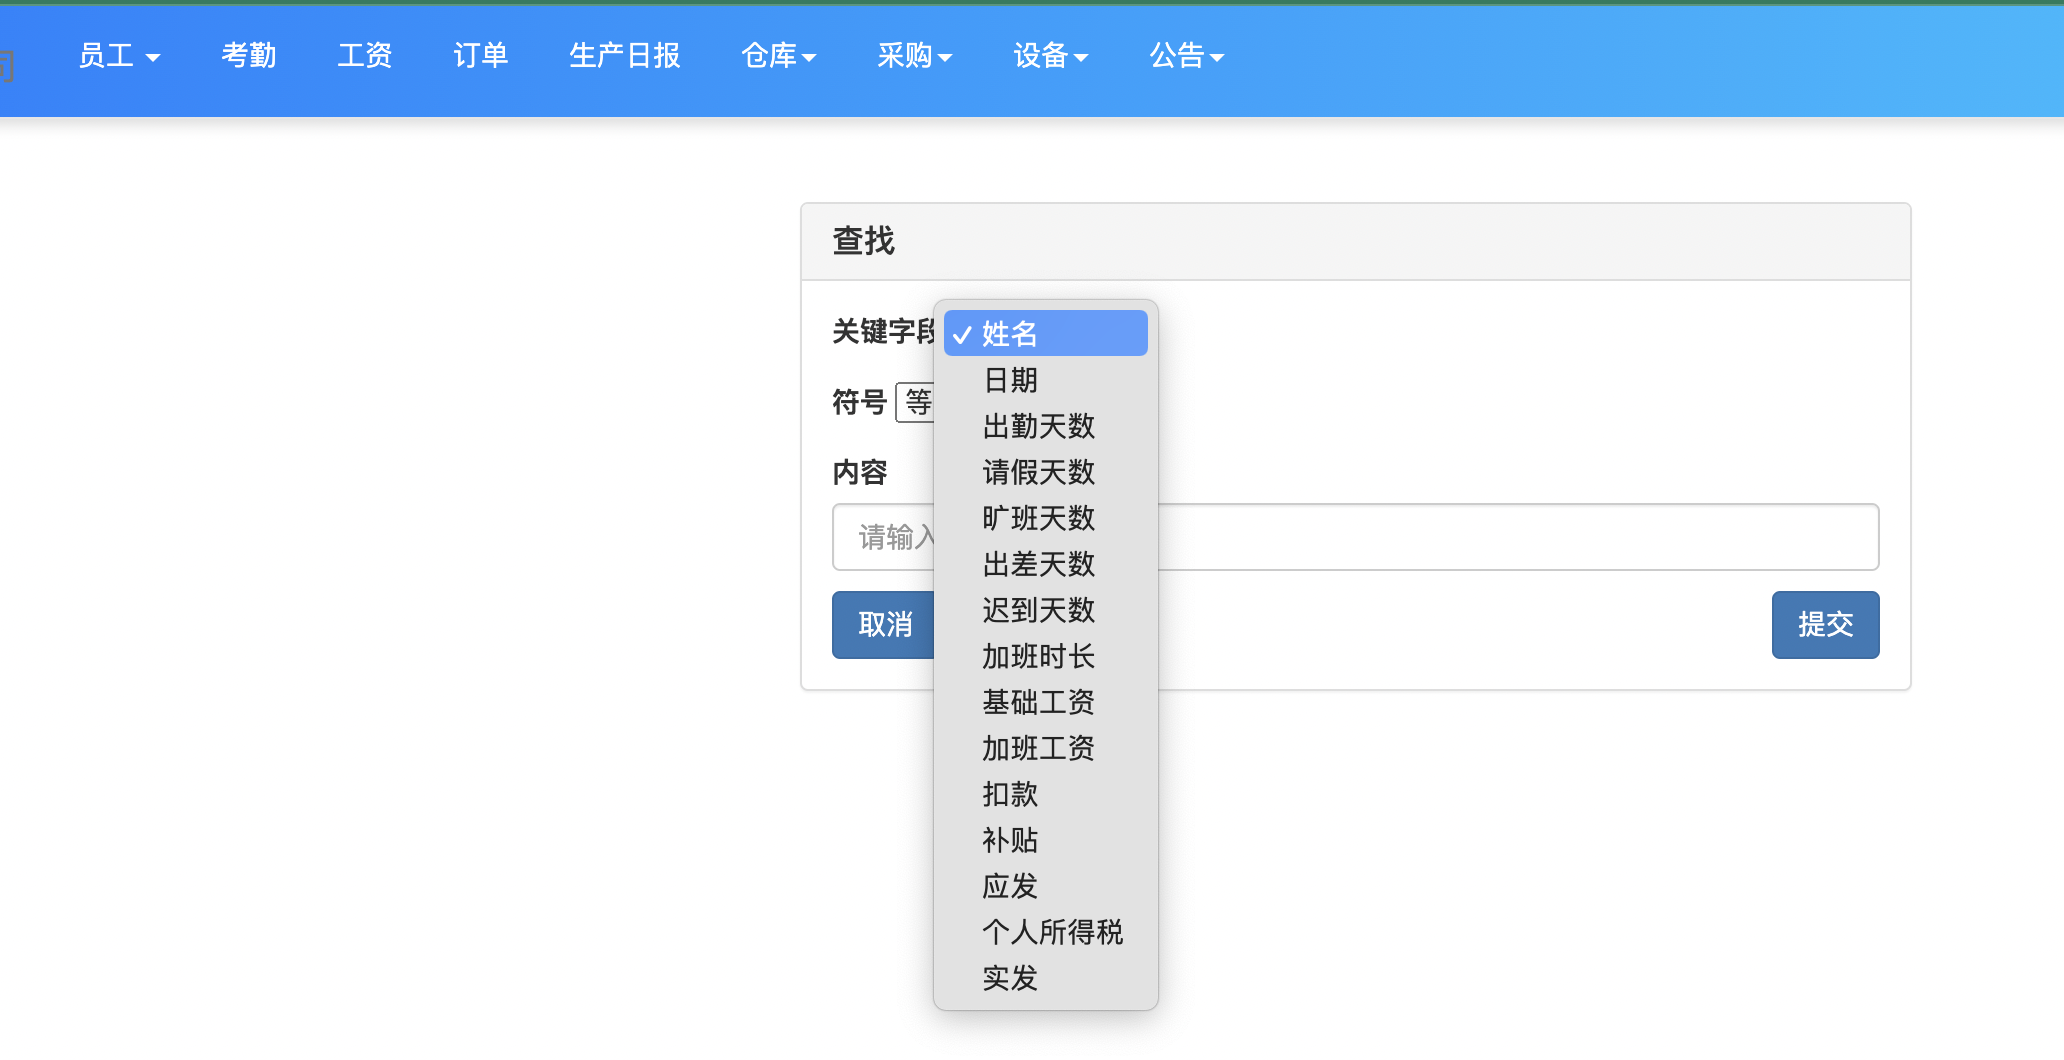 员工 考勤 工资 订单 生产日报 仓库 采购 设备 公告
查找
关键字段
姓名
日期
出勤天数
请假天数
旷班天数
出差天数
迟到天数
加班时长
基础工资
加班工资
扣款
补贴
应发
个人所得税
实发
符号 等
内容
请输入
取消 提交